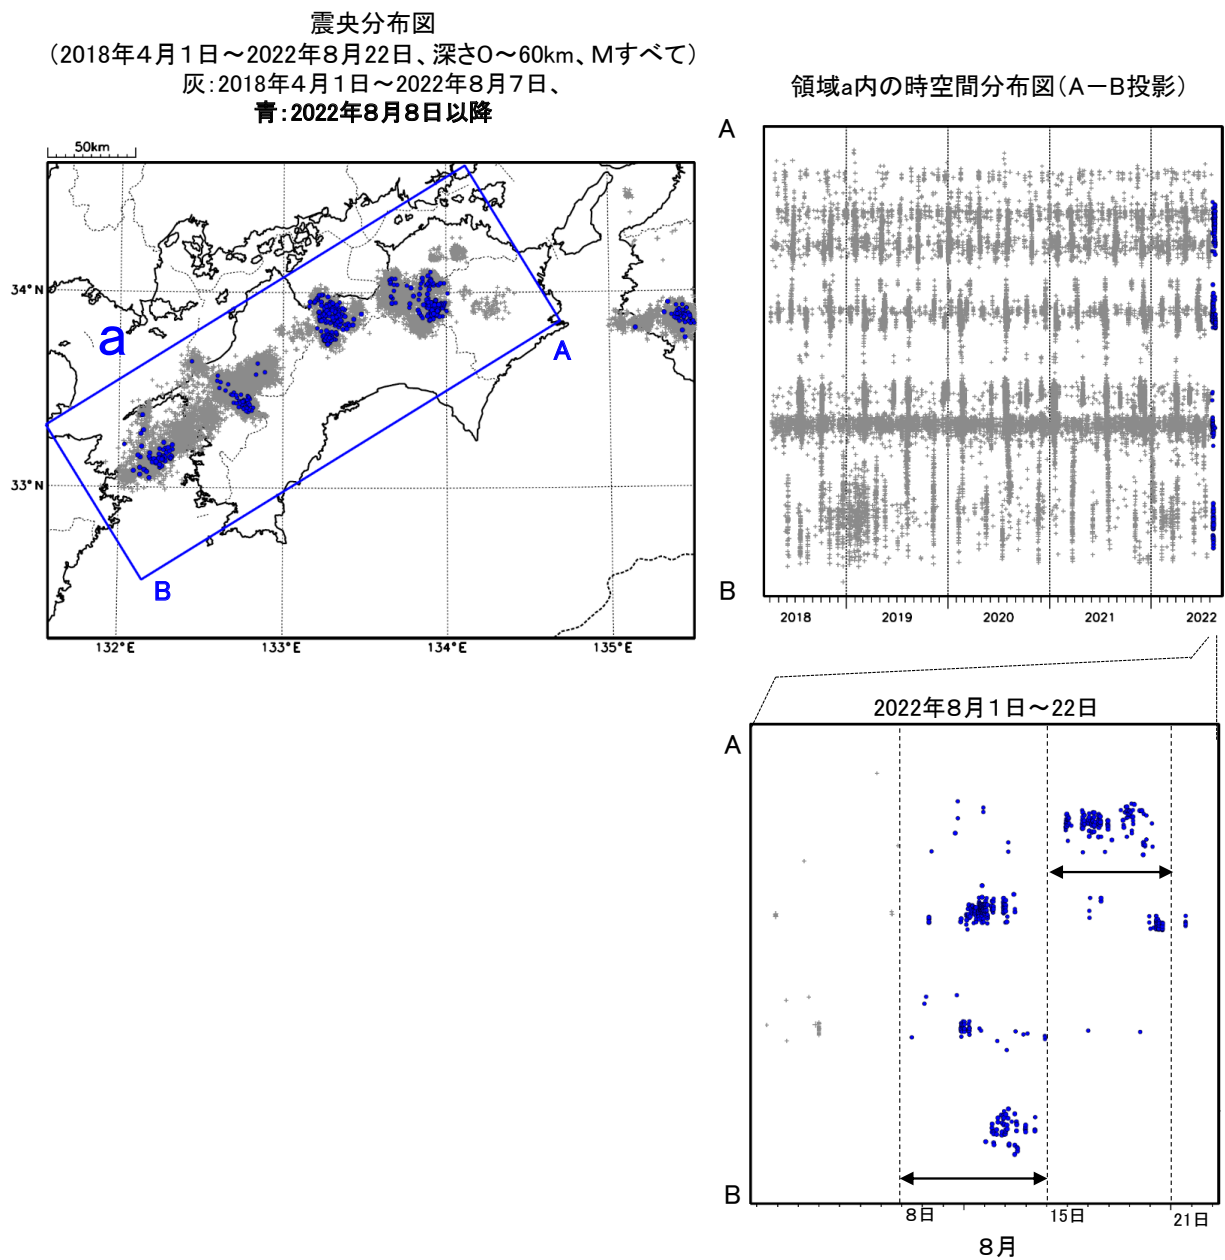 震央分布図
（2018年４月１日～2022年８月22日、深さ０～60km、Ｍすべて）
灰：2018年４月１日～2022年８月７日、
青：2022年８月８日以降
50km
34°N
33°N
132°E
133°E
134°E
135°E
a
A
B
領域a内の時空間分布図（Ａ－Ｂ投影）
A
B
2018
2019
2020
2021
2022
2022年８月１日～22日
A
B
8日
15日
21日
８月